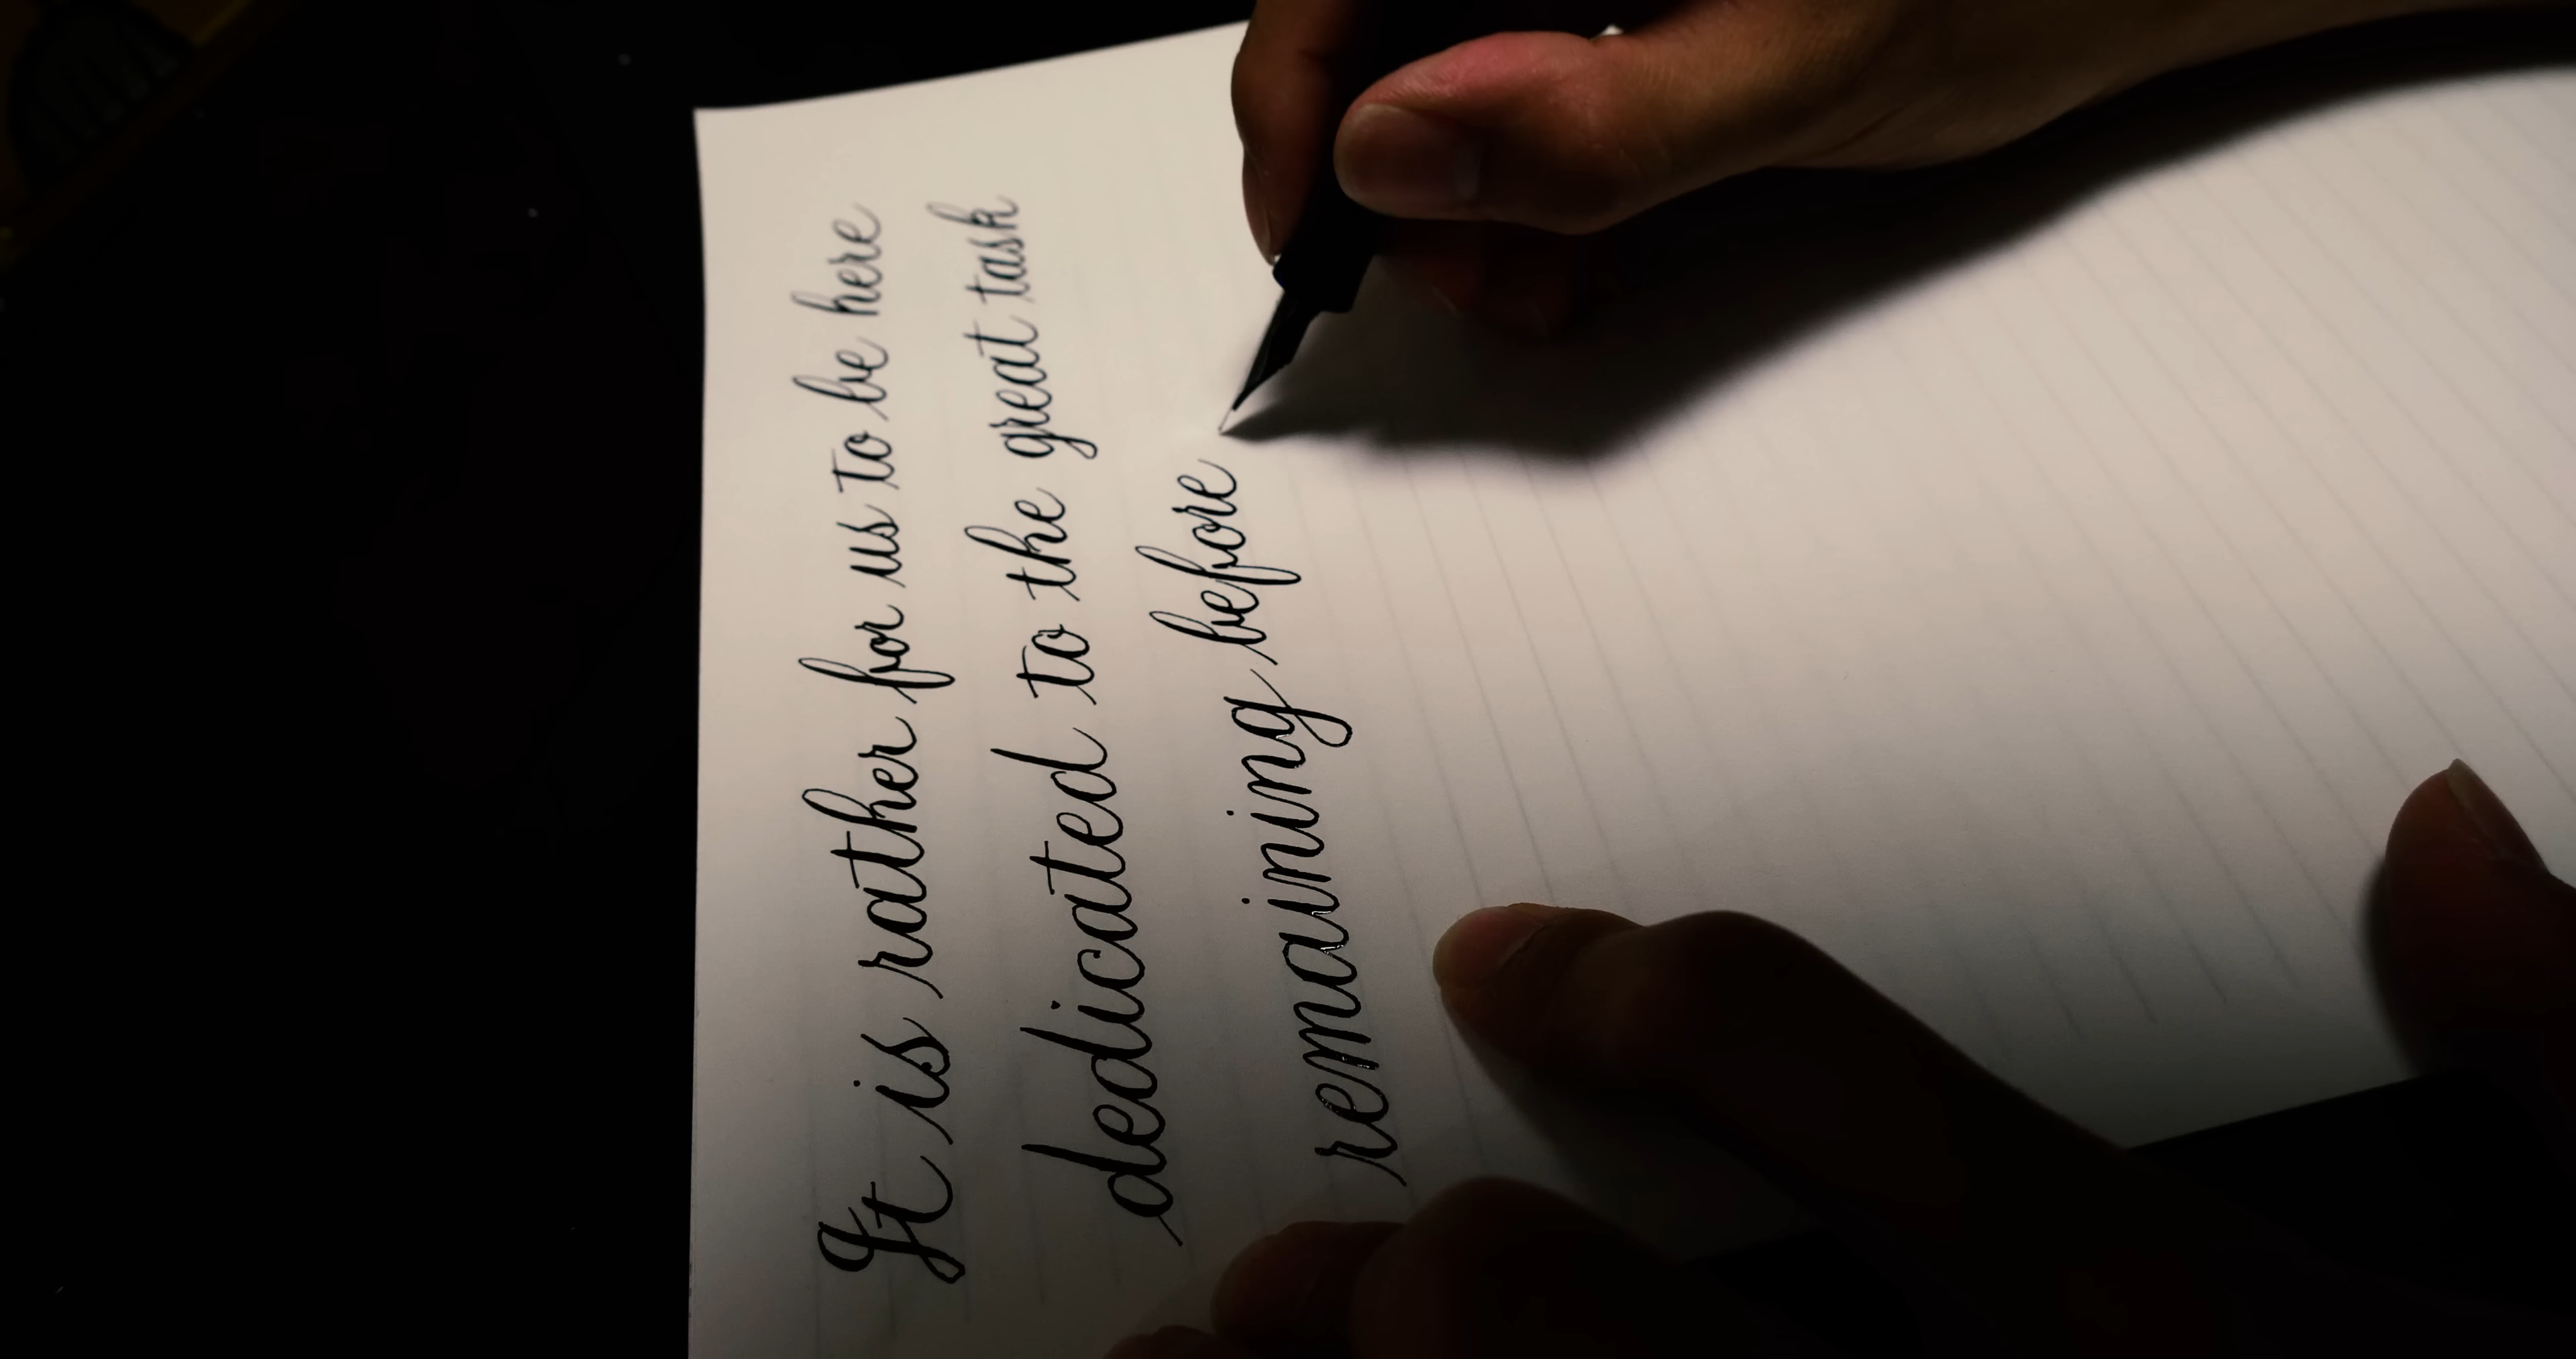 It is rather for us to be here
dedicated to the great task
remaining before